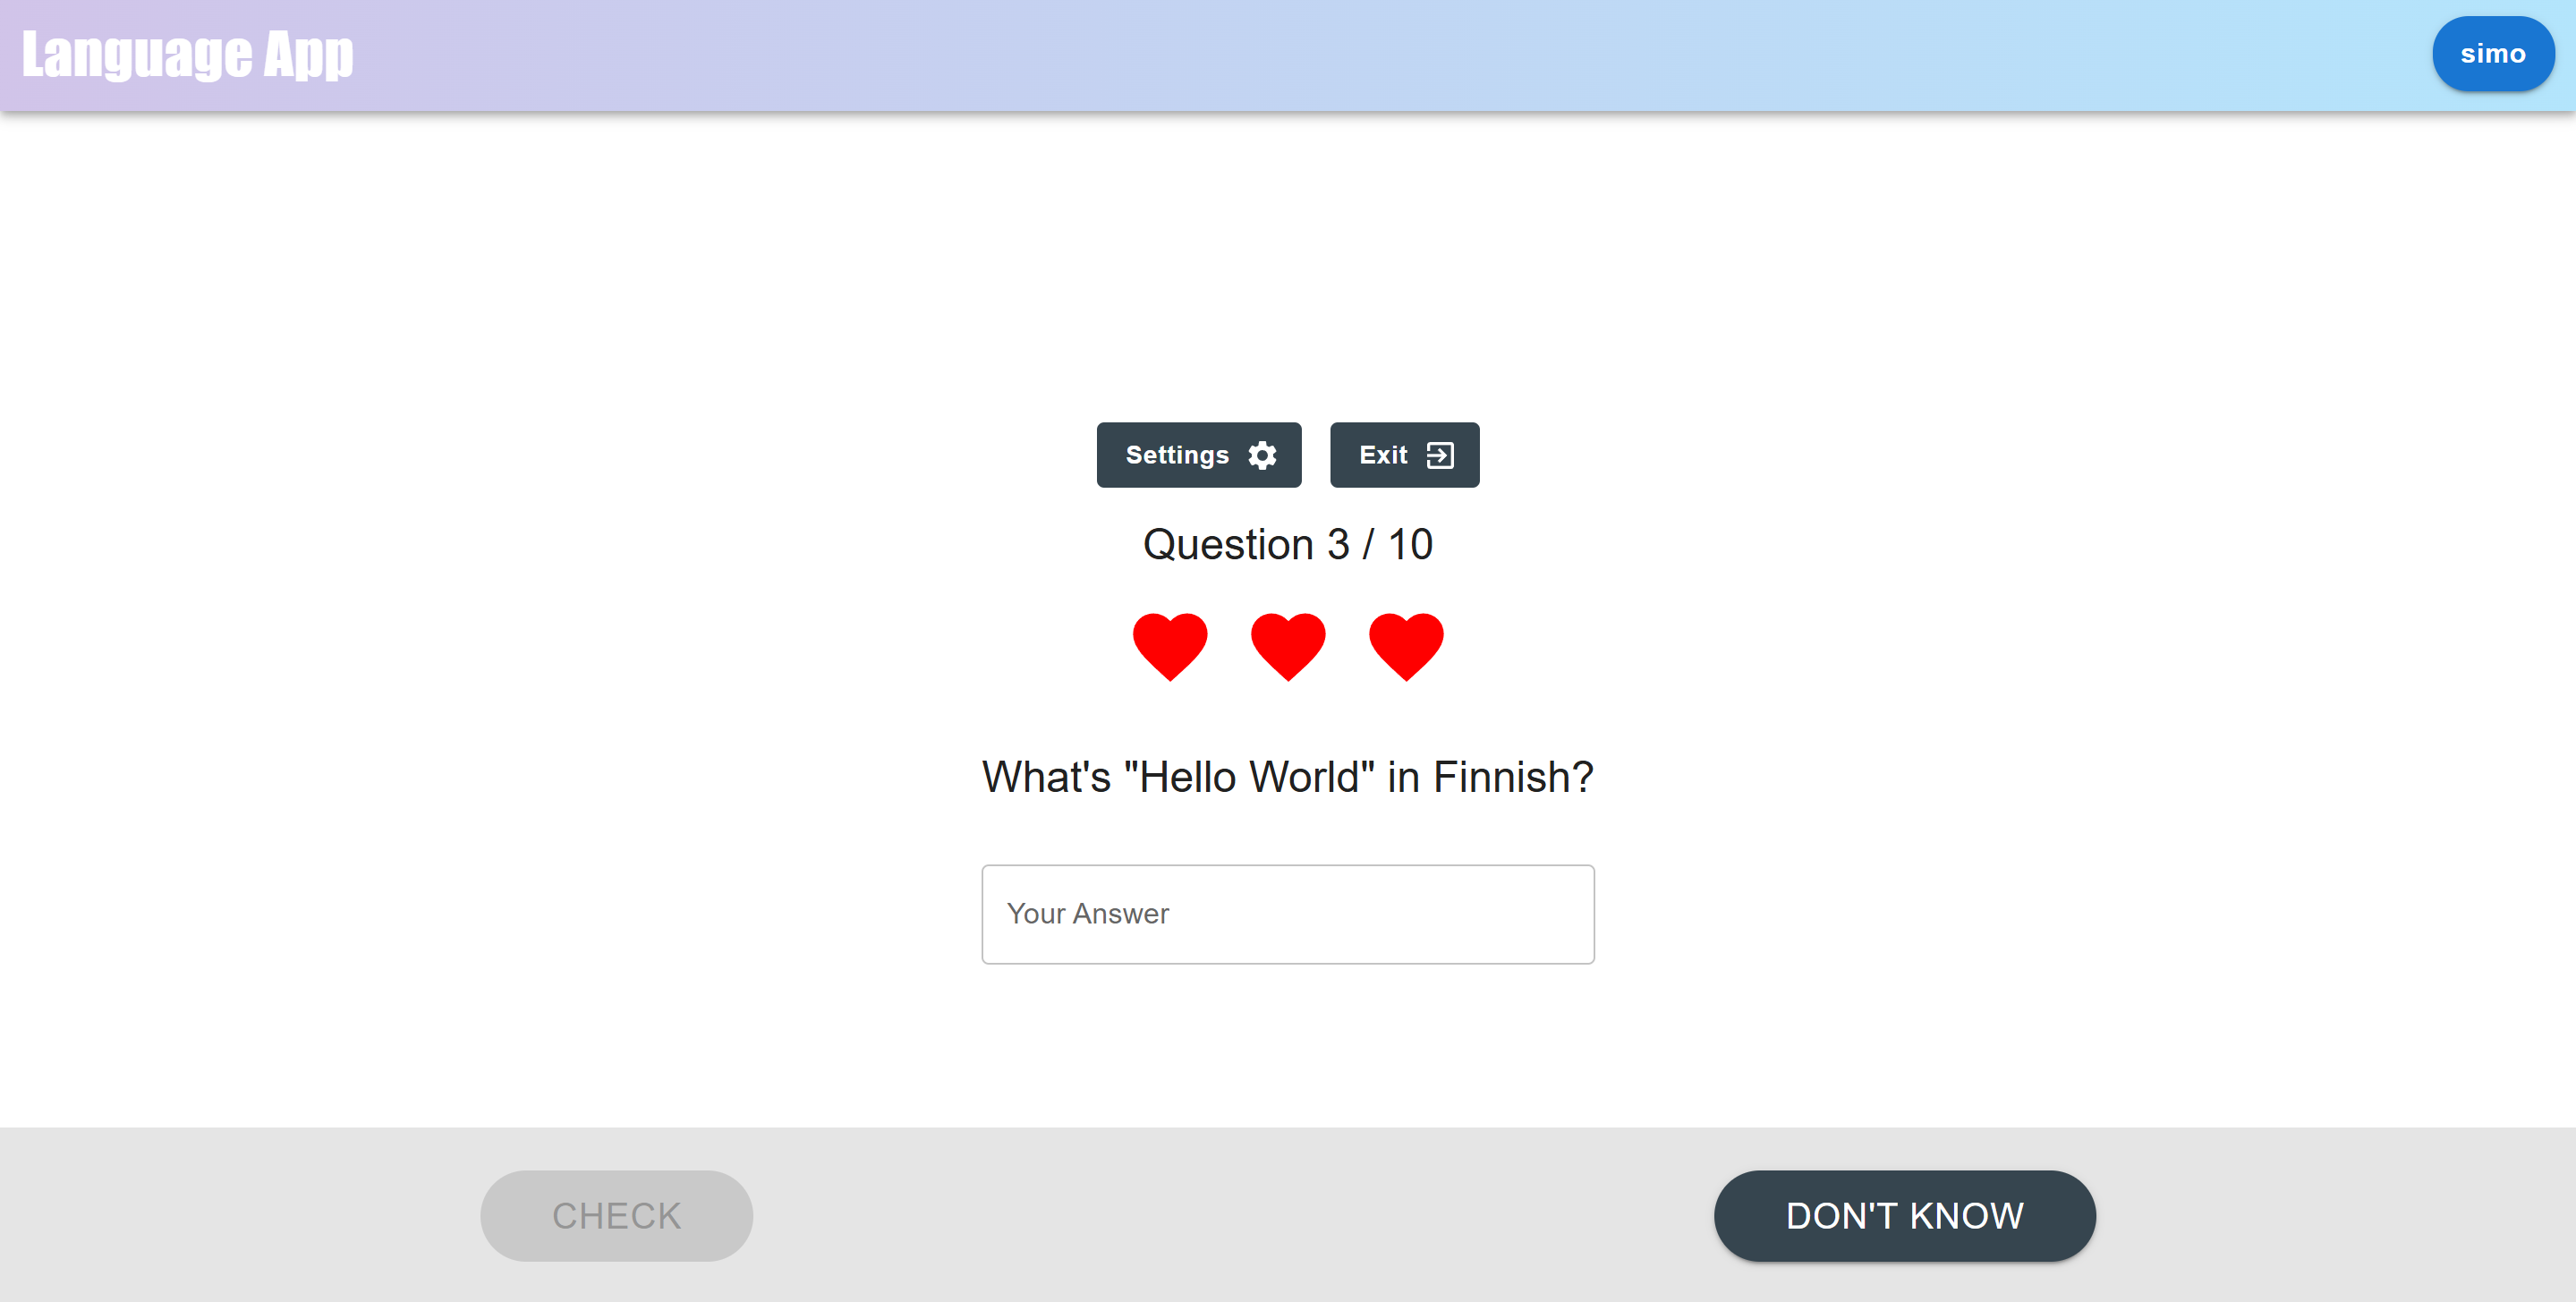 Language App
simo
Settings
Exit
Question 3 / 10
What's "Hello World" in Finnish?
Your Answer
CHECK
DON'T KNOW